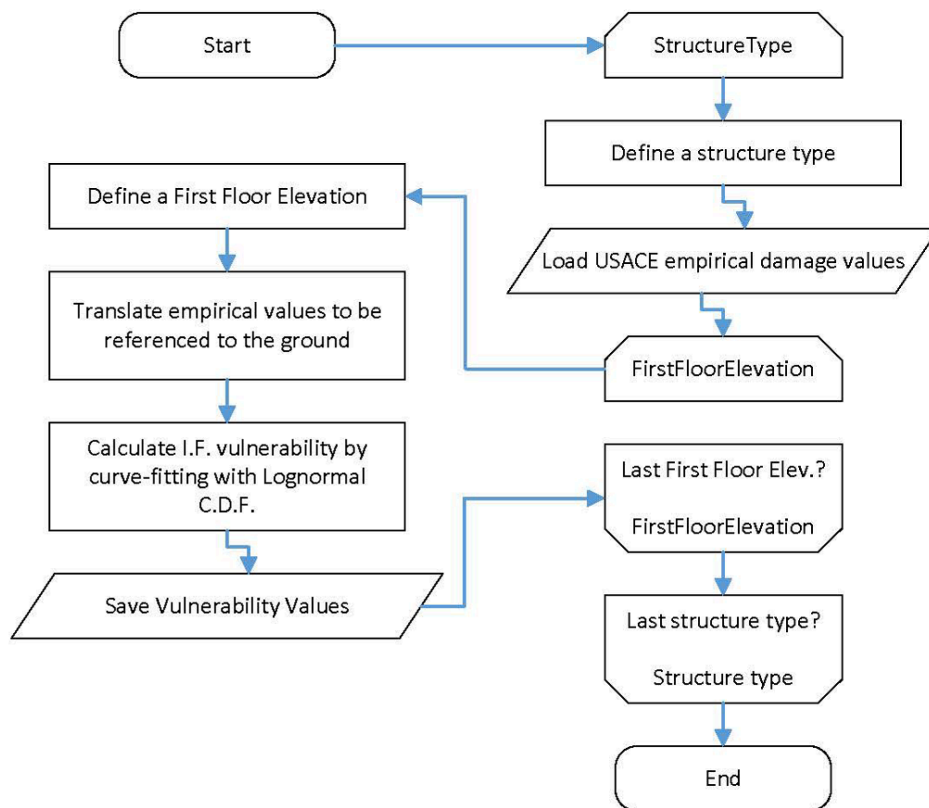 Start
StructureType
Define a structure type
Load USACE empirical damage values
FirstFloorElevation
Define a First Floor Elevation
Translate empirical values to be
referenced to the ground
Calculate I.F. vulnerability by
curve-fitting with Lognormal
C.D.F.
Save Vulnerability Values
Last First Floor Elev.?
FirstFloorElevation
Last structure type?
Structure type
End